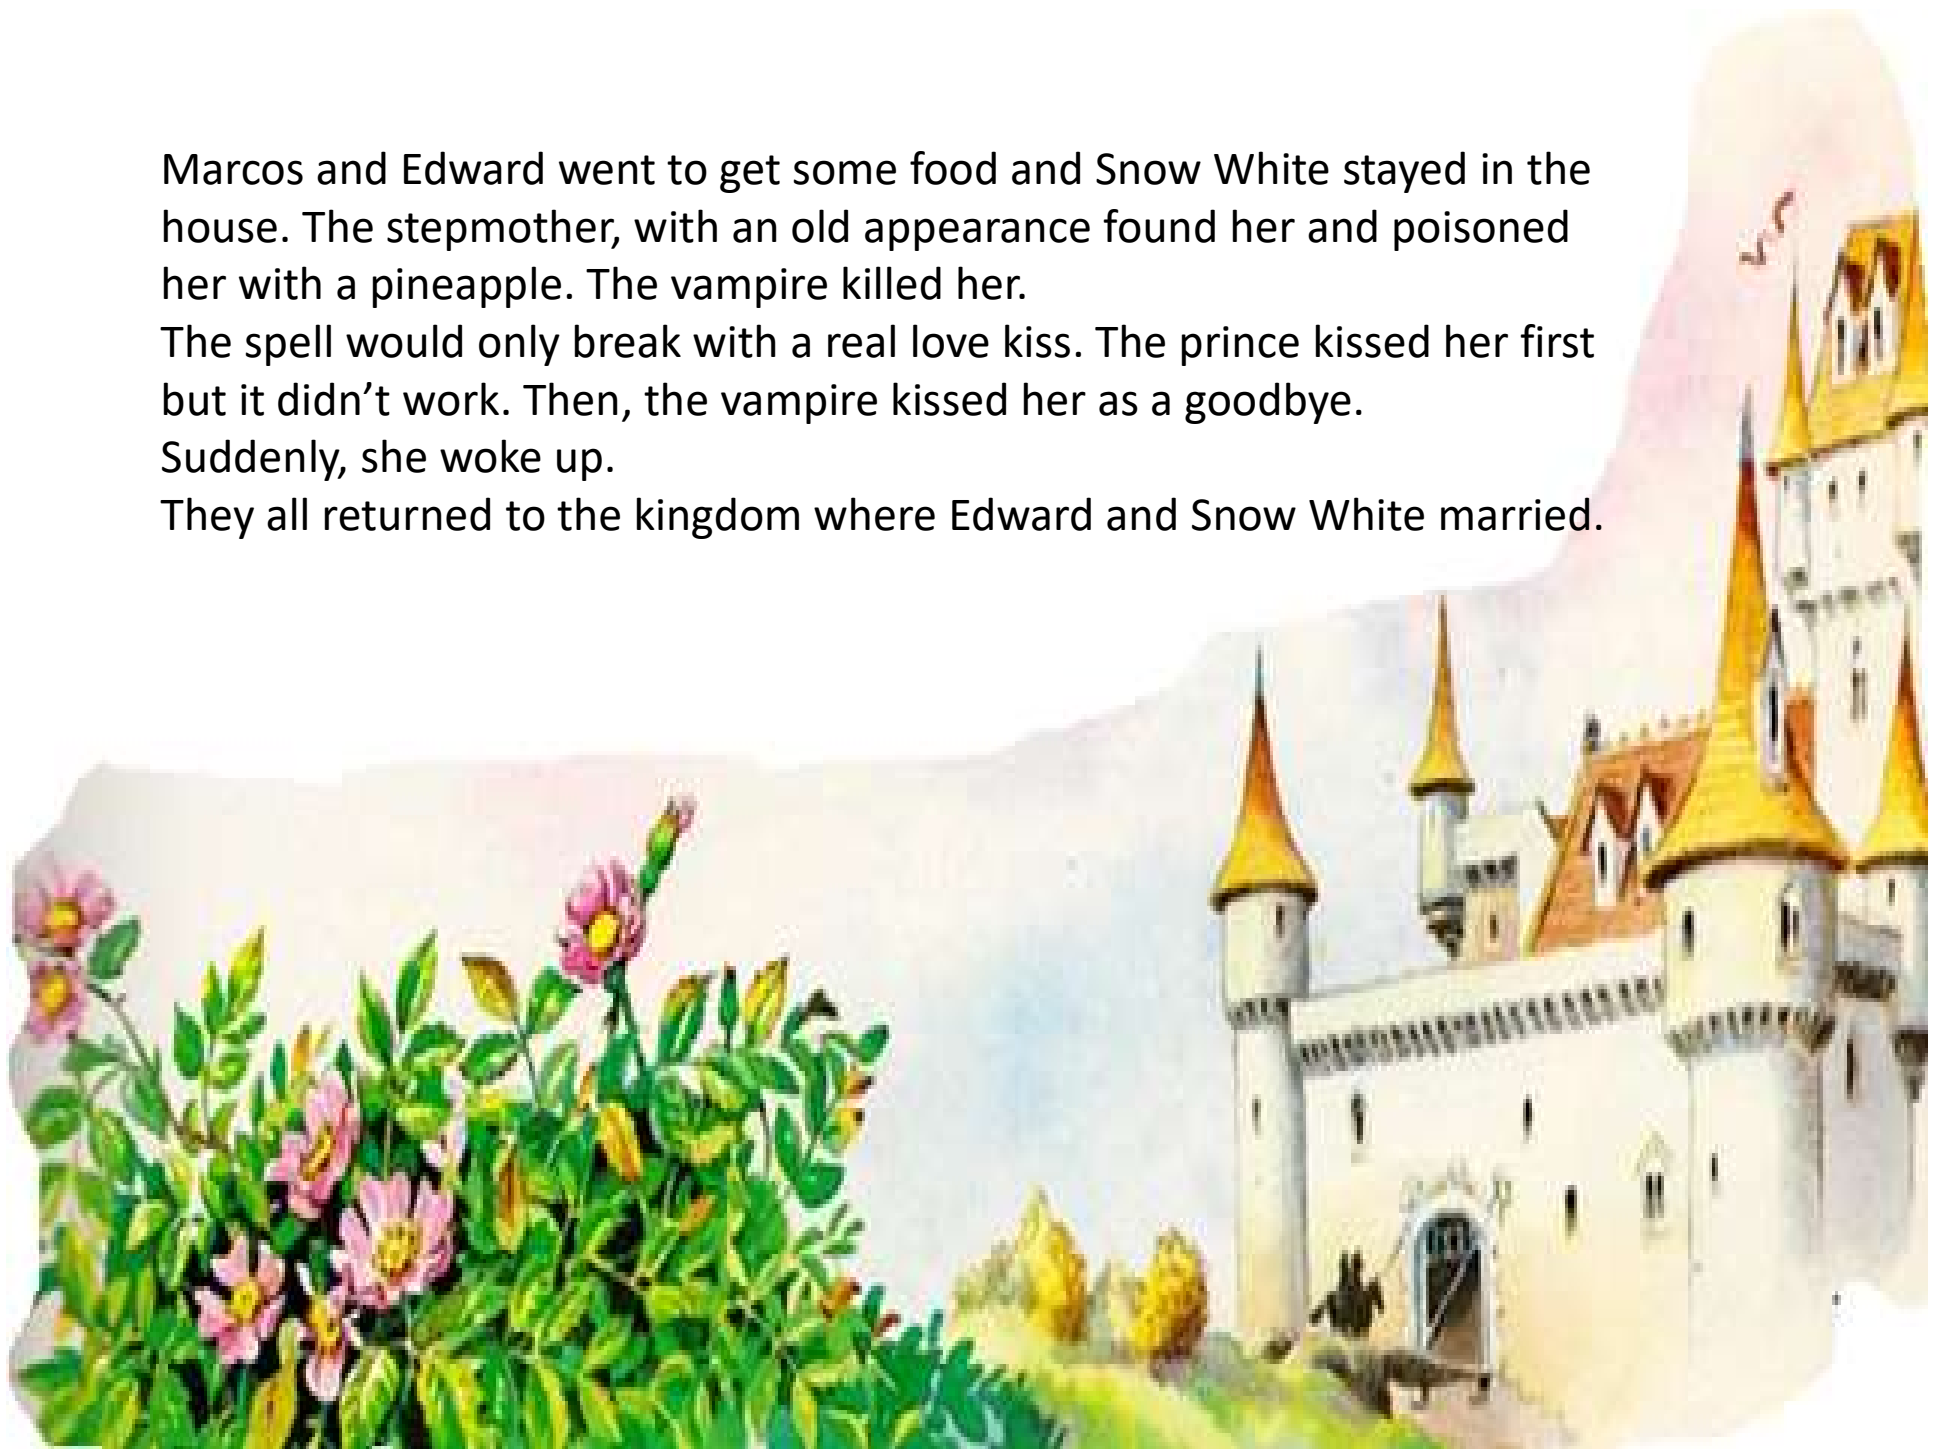 Marcos and Edward went to get some food and Snow White stayed in the
house. The stepmother, with an old appearance found her and poisoned
her with a pineapple. The vampire killed her.
The spell would only break with a real love kiss. The prince kissed her first
but it didn’t work. Then, the vampire kissed her as a goodbye.
Suddenly, she woke up.
They all returned to the kingdom where Edward and Snow White married.